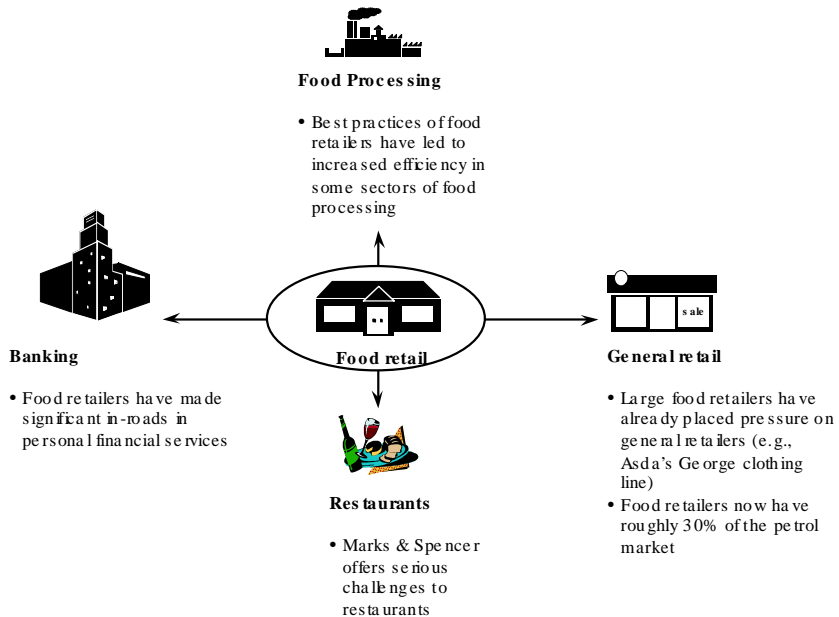 Food Processing
• Best practices of food
retailers have led to
increased efficiency in
some sectors of food
processing
Banking
• Food retailers have made
significant in-roads in
personal financial services
Food retail
sale
General retail
• Large food retailers have
already placed pressure on
general retailers (e.g.,
Asda's George clothing
line)
• Food retailers now have
roughly 30% of the petrol
market
Restaurants
• Marks & Spencer
offers serious
challenges to
restaurants